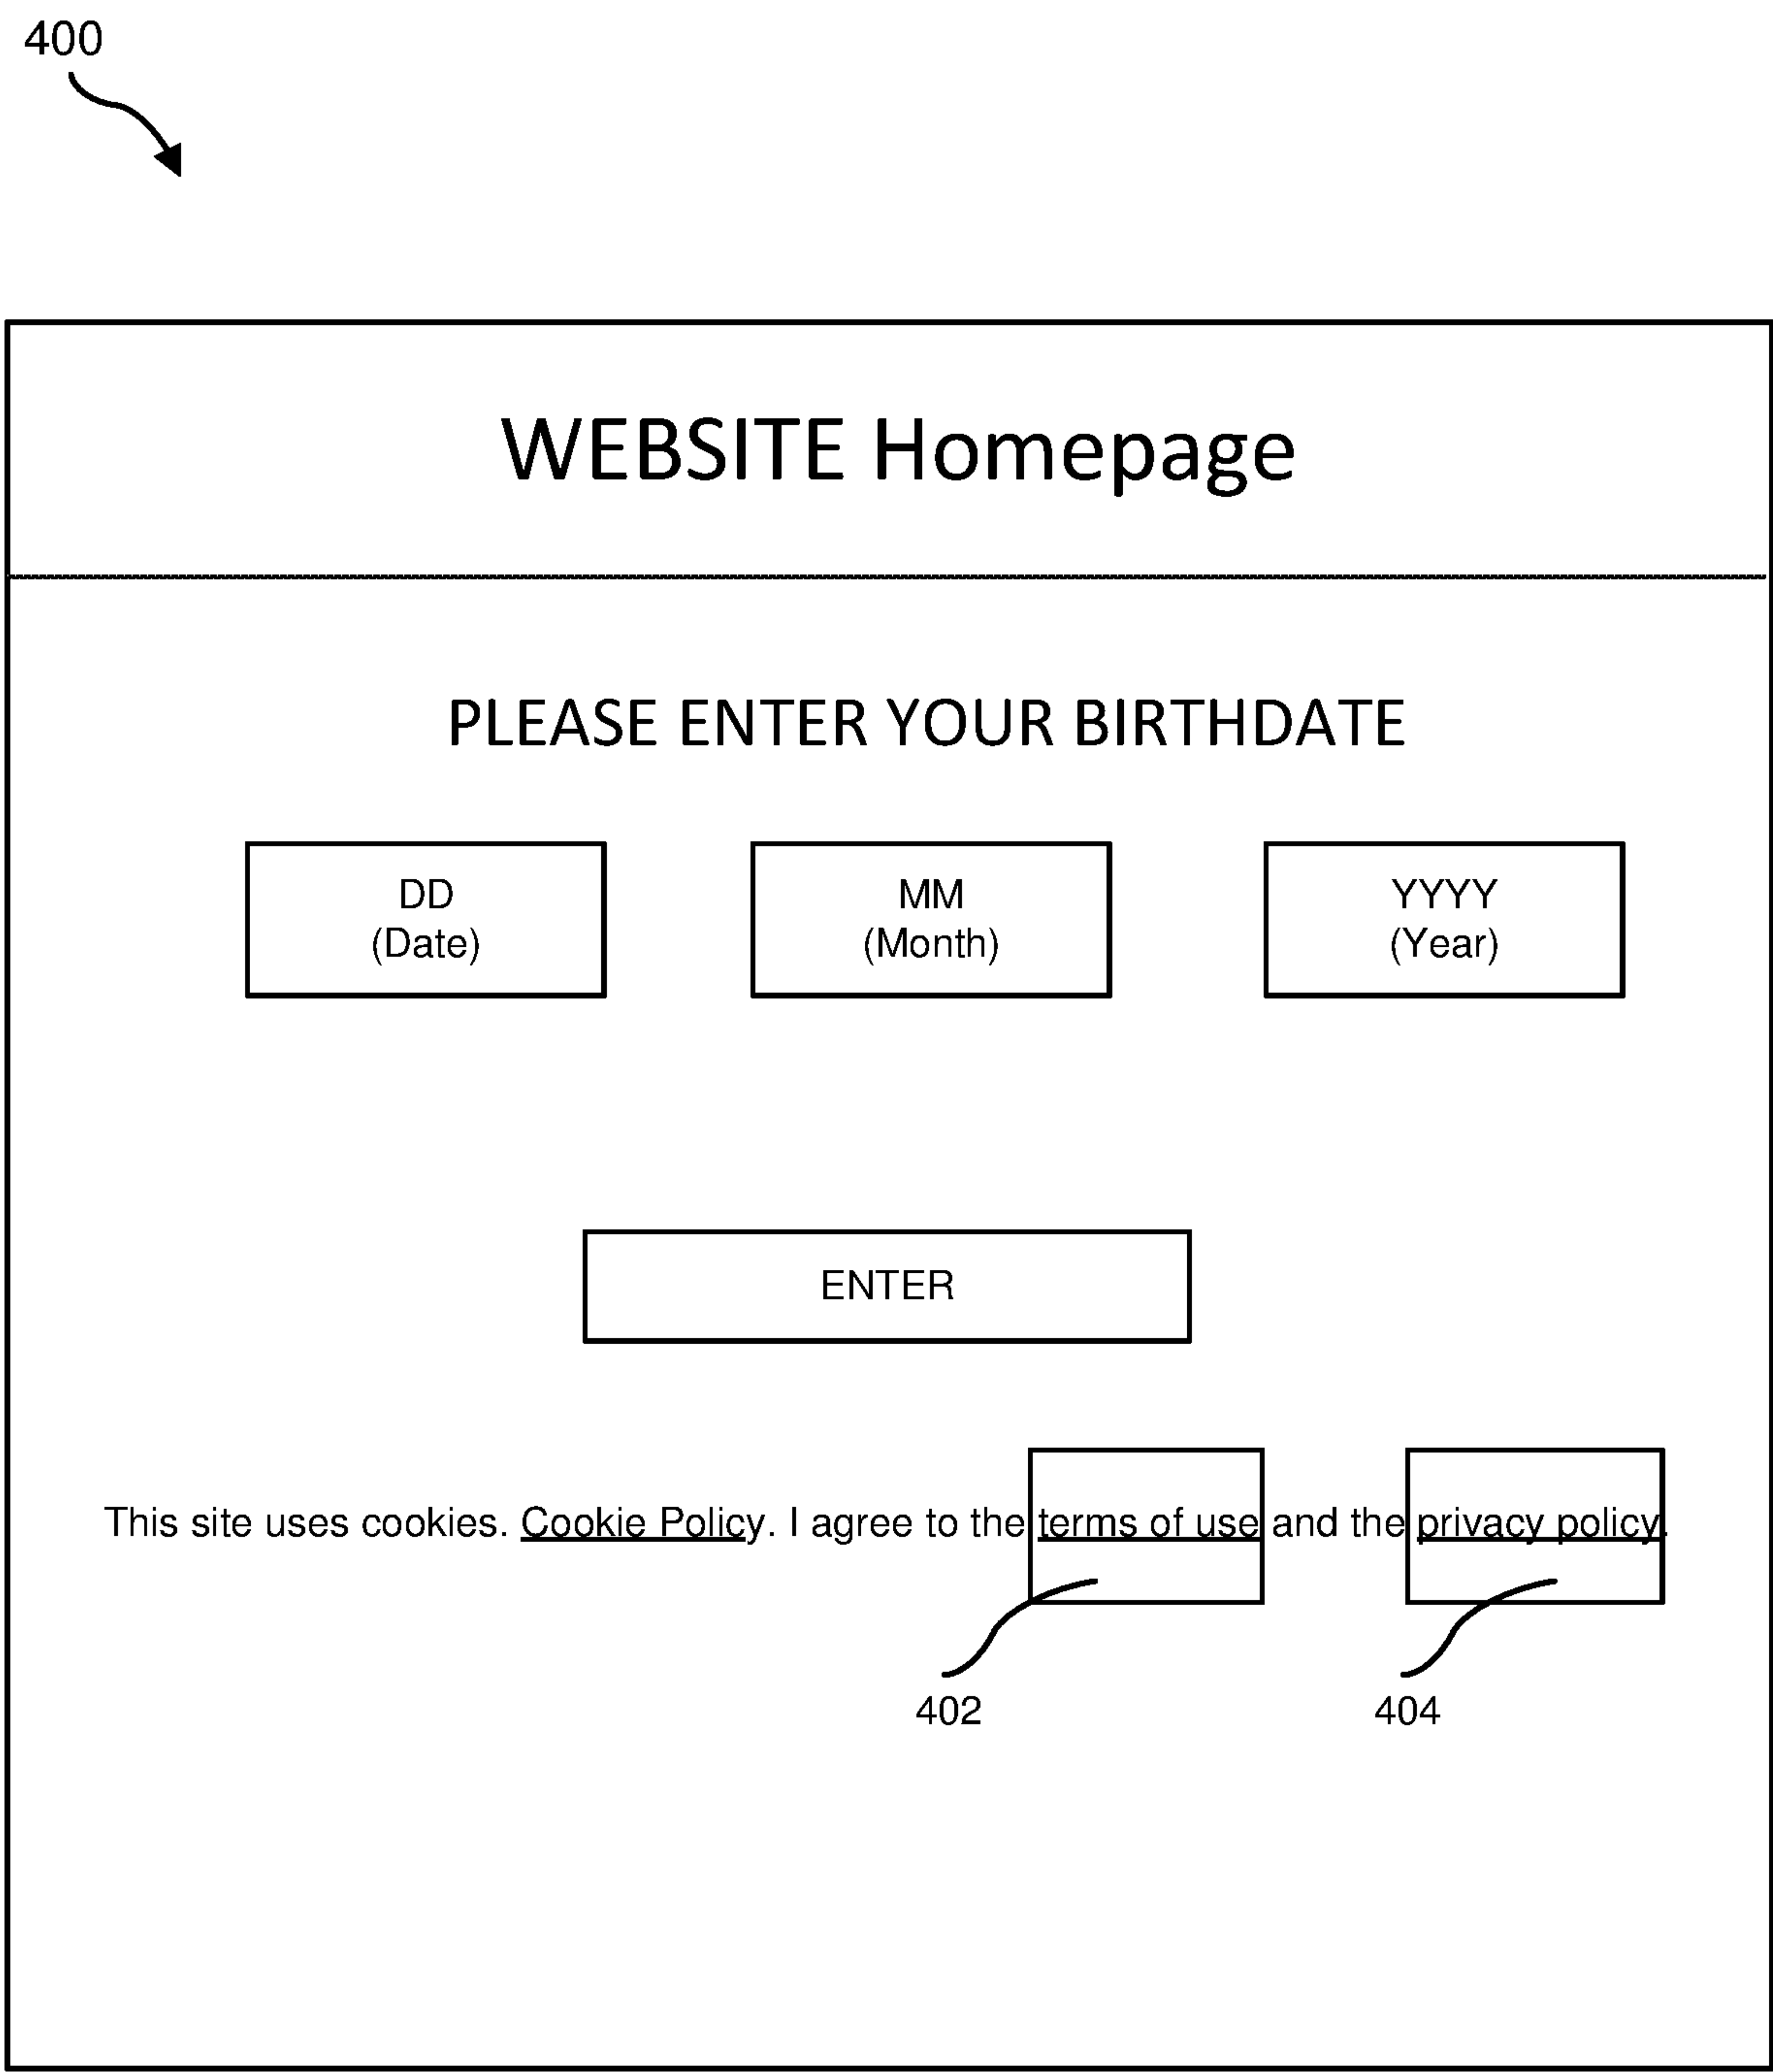 400
WEBSITE Homepage
PLEASE ENTER YOUR BIRTHDATE
DD
(Date)
MM
(Month)
YYYY
(Year)
ENTER
This site uses cookies. Cookie Policy. I agree to the terms of use and the privacy policy.
402
404